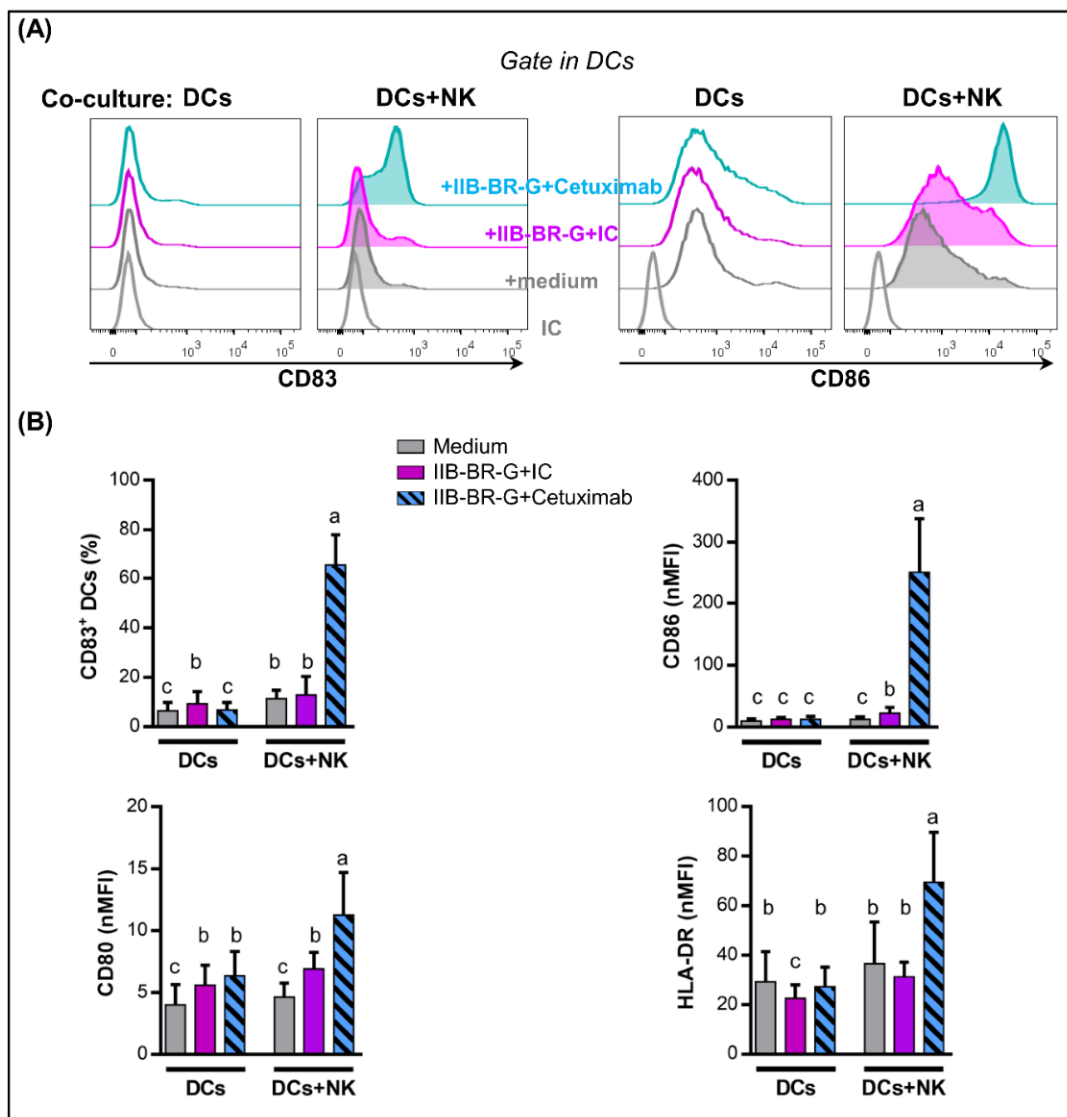 (A)
Gate in DCs
Co-culture: DCs DCs+NK DCs DCs+NK
+IIB-BR-G+Cetuximab
+IIB-BR-G+IC
+medium
IC
0 10³ 10⁴ 10⁵ 0 10³ 10⁴ 10⁵ 0 10³ 10⁴ 10⁵ 0 10³ 10⁴ 10⁵
CD83 CD86
(B)
Medium
IIB-BR-G+IC
IIB-BR-G+Cetuximab
CD83⁺ DCs (%)
100
80
60
40
20
0
c b c b b a
DCs DCs+NK
CD86 (nMFI)
400
300
200
100
0
c c c c b a
DCs DCs+NK
CD80 (nMFI)
20
15
10
5
0
c b b c b a
DCs DCs+NK
HLA-DR (nMFI)
100
80
60
40
20
0
b c b b b a
DCs DCs+NK